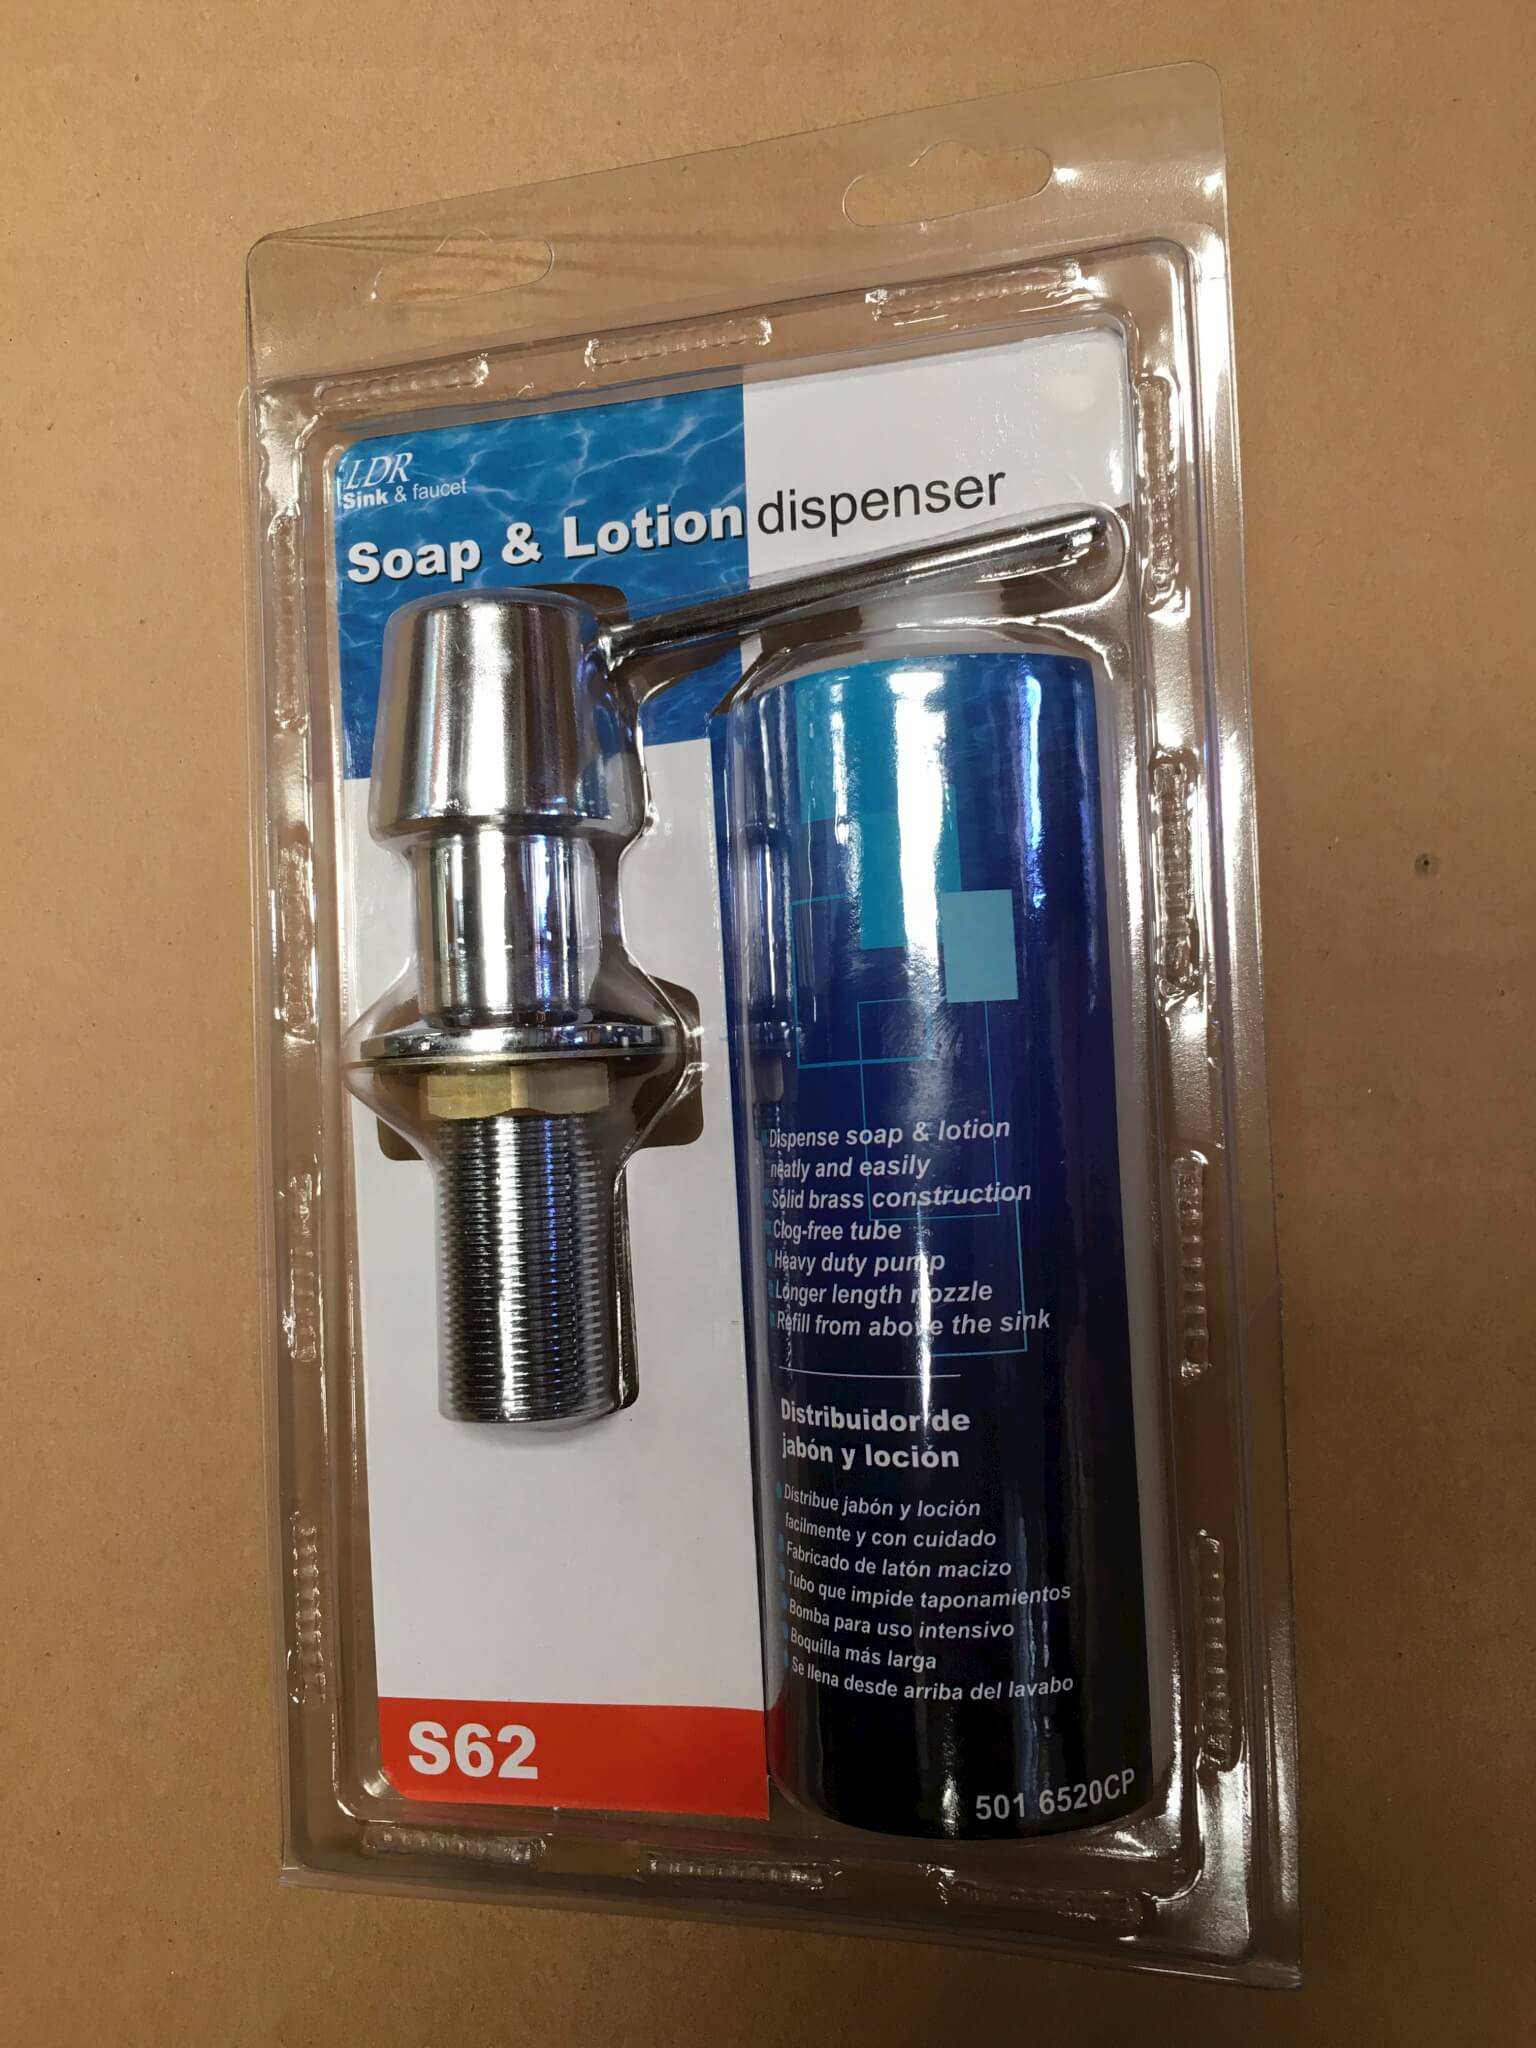 LDR
Sink & faucet
Soap & Lotion dispenser
Dispense soap & lotion
neatly and easily
Solid brass construction
Clog-free tube
Heavy duty pump
Longer length nozzle
Refill from above the sink
Distribuidor de
jabón y loción
Distribue jabón y loción
facilmente y con cuidado
Fabricado de latón macizo
Tubo que impide taponamientos
Bomba para uso intensivo
Boquilla más larga
Se llena desde arriba del lavabo
S62
501 6520CP